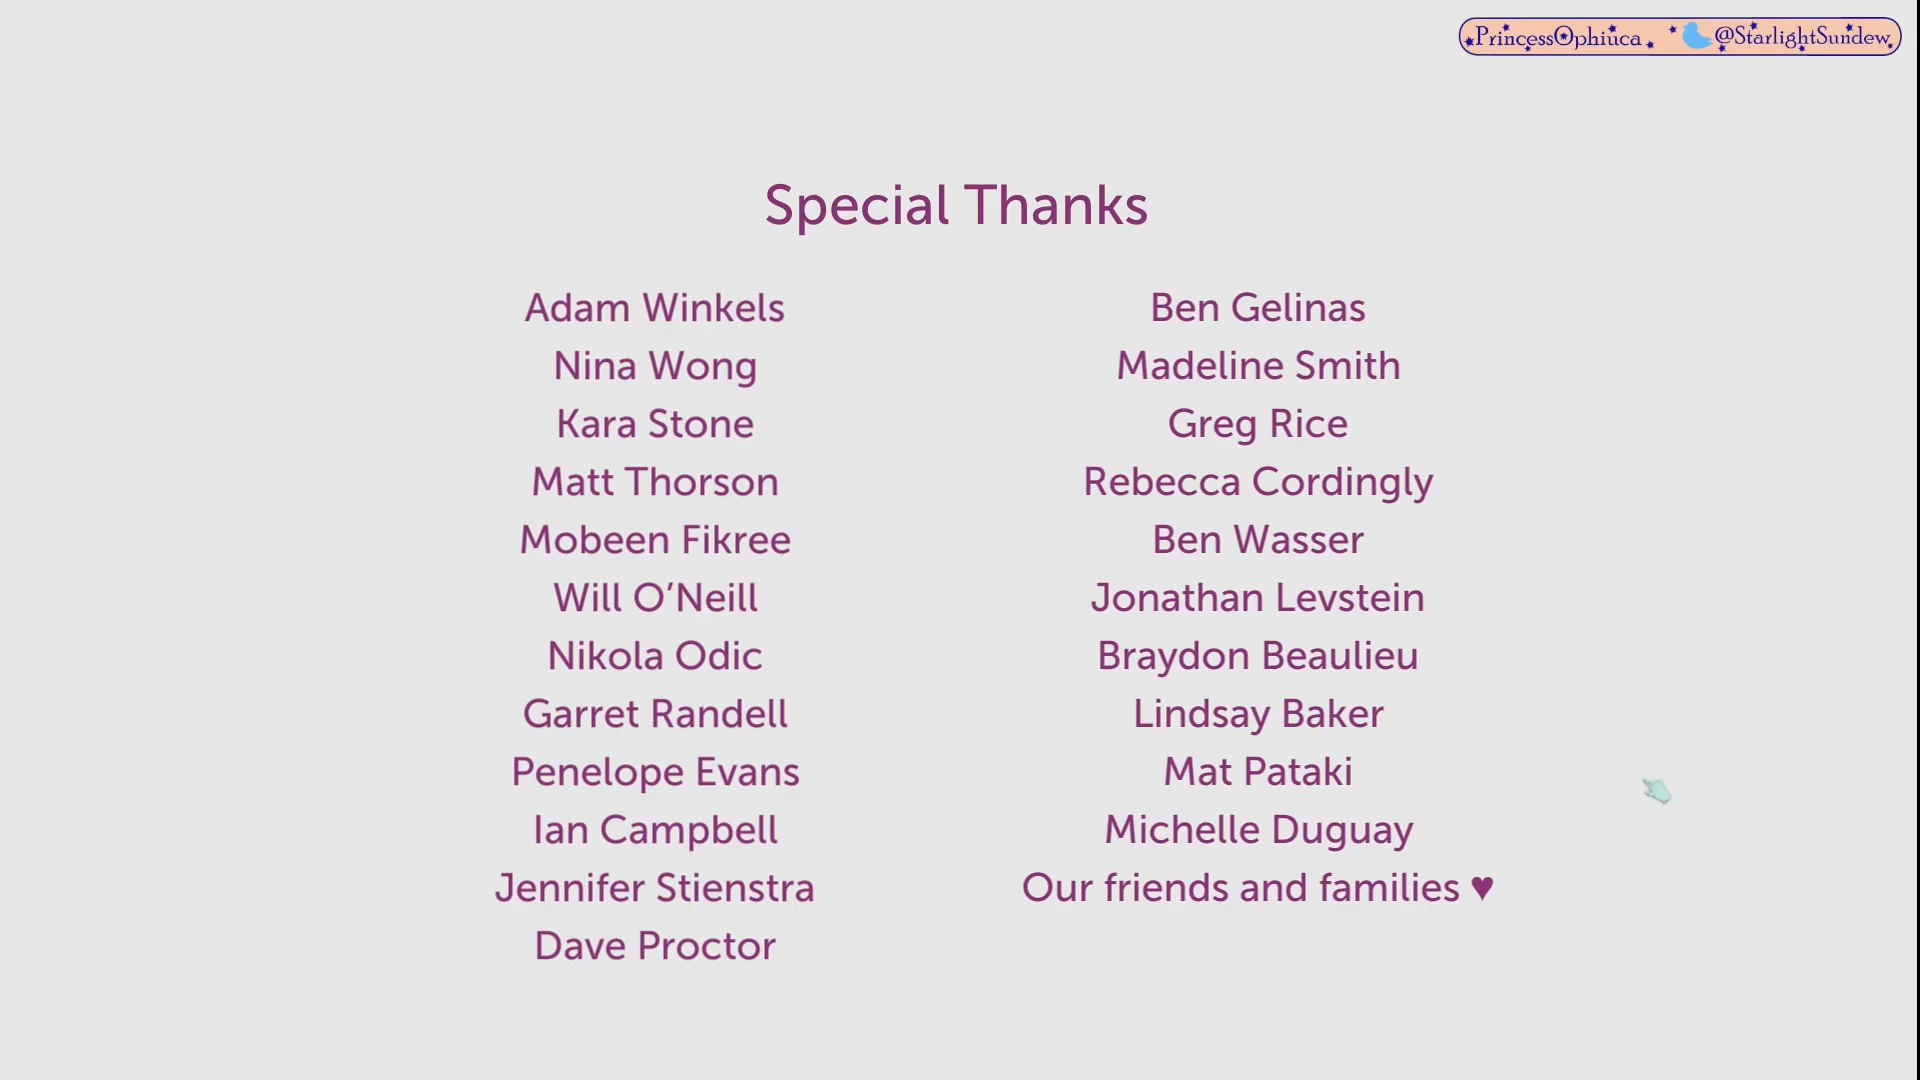 PrincessOphiuca @StarlightSundew
Special Thanks
Adam Winkels
Nina Wong
Kara Stone
Matt Thorson
Mobeen Fikree
Will O’Neill
Nikola Odic
Garret Randell
Penelope Evans
Ian Campbell
Jennifer Stienstra
Dave Proctor
Ben Gelinas
Madeline Smith
Greg Rice
Rebecca Cordingly
Ben Wasser
Jonathan Levstein
Braydon Beaulieu
Lindsay Baker
Mat Pataki
Michelle Duguay
Our friends and families ♥